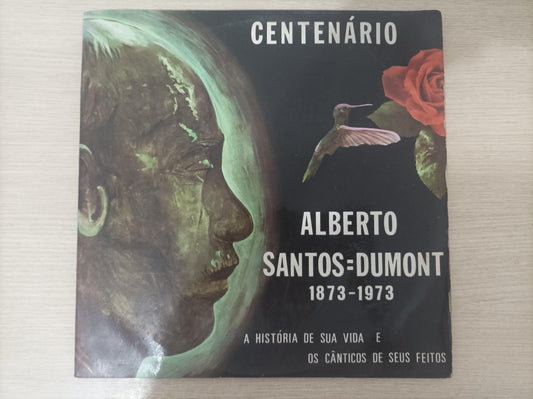 CENTENÁRIO
ALBERTO
SANTOS=DUMONT
1873-1973
A HISTÓRIA DE SUA VIDA E
OS CÂNTICOS DE SEUS FEITOS